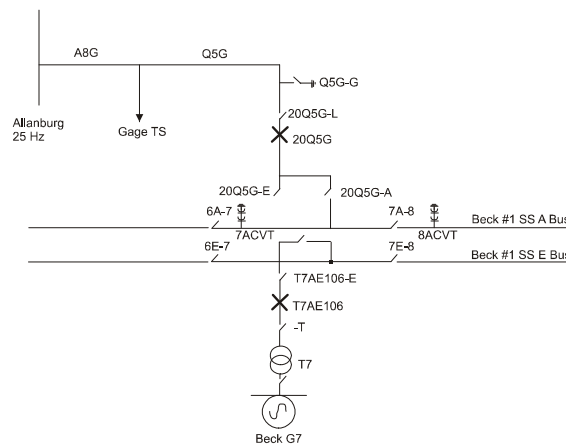 A8G
Q5G
Q5G-G
Allanburg
25 Hz
Gage TS
20Q5G-L
20Q5G
20Q5G-E
20Q5G-A
6A-7
7ACVT
7A-8
8ACVT
Beck #1 SS A Bus
6E-7
7E-8
Beck #1 SS E Bus
T7AE106-E
T7AE106
-T
T7
Beck G7